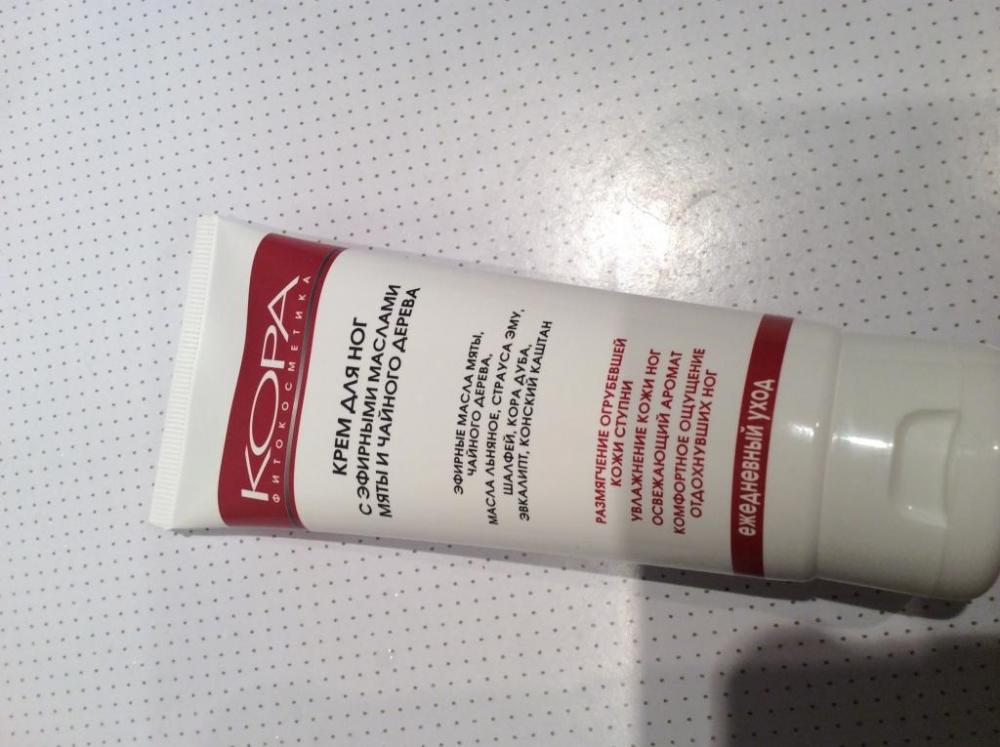 КОРА
ФИТОКОСМЕТИКА
КРЕМ ДЛЯ НОГ
С ЭФИРНЫМИ МАСЛАМИ
МЯТЫ И ЧАЙНОГО ДЕРЕВА
ЭФИРНЫЕ МАСЛА МЯТЫ,
ЧАЙНОГО ДЕРЕВА,
МАСЛА ЛЬНЯНОЕ, СТРАУСА ЭМУ,
ШАЛФЕЙ, КОРА ДУБА,
ЭВКАЛИПТ, КОНСКИЙ КАШТАН
РАЗМЯГЧЕНИЕ ОГРУБЕВШЕЙ
КОЖИ СТУПНИ
УВЛАЖНЕНИЕ КОЖИ НОГ
ОСВЕЖАЮЩИЙ АРОМАТ
КОМФОРТНОЕ ОЩУЩЕНИЕ
ОТДОХНУВШИХ НОГ
ежедневный уход